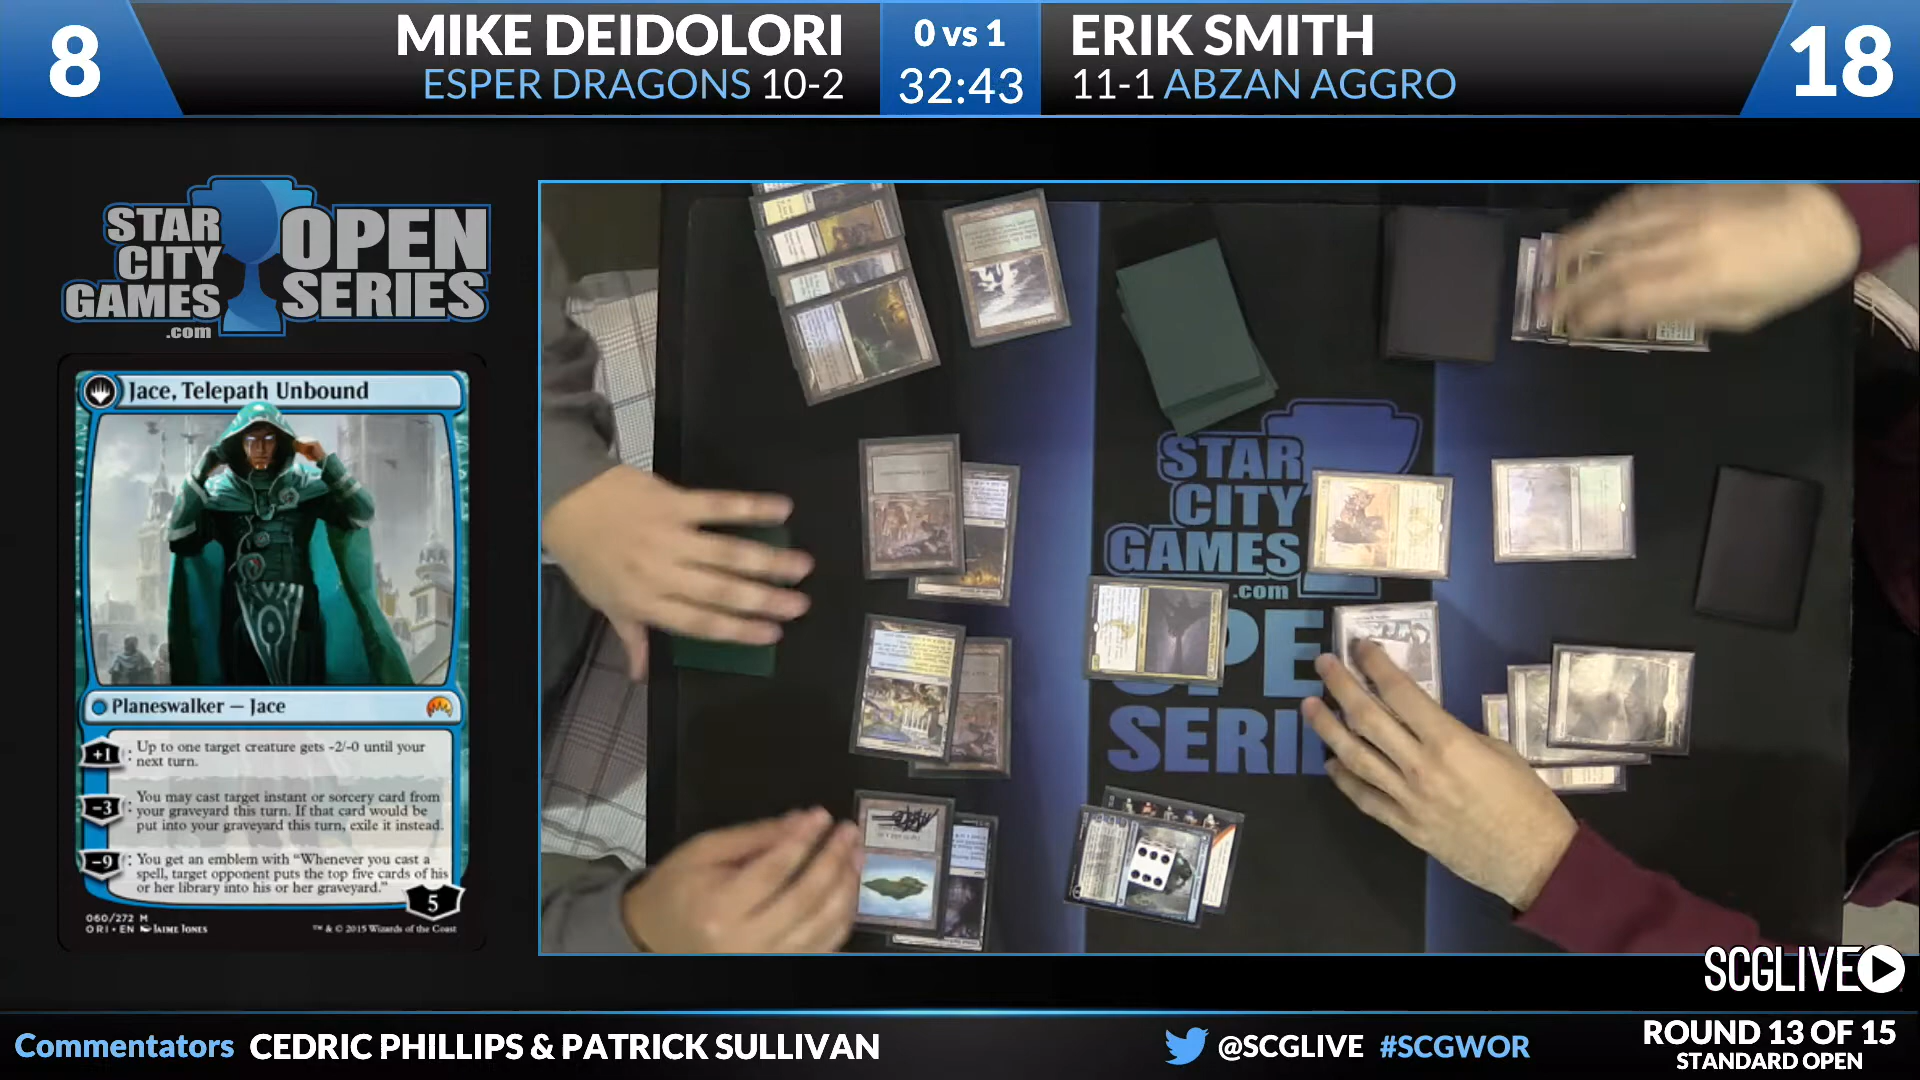 8
MIKE DEIDOLORI
ESPER DRAGONS 10-2
0 vs 1
32:43
ERIK SMITH
11-1 ABZAN AGGRO
18
STAR
CITY
GAMES
.com
OPEN
SERIES
Jace, Telepath Unbound
Planeswalker — Jace
+1: Up to one target creature gets -2/-0 until your
next turn.
-3: You may cast target instant or sorcery card from
your graveyard this turn. If that card would be
put into your graveyard this turn, exile it instead.
-9: You get an emblem with "Whenever you cast a
spell, target opponent puts the top five cards of his
or her library into his or her graveyard."
5
060/272 M
ORI • EN JAIME JONES
™ & © 2015 Wizards of the Coast
STAR
CITY
GAMES
.com
OPE
SERI
SCGLIVE
Commentators CEDRIC PHILLIPS & PATRICK SULLIVAN
@SCGLIVE #SCGWOR
ROUND 13 OF 15
STANDARD OPEN